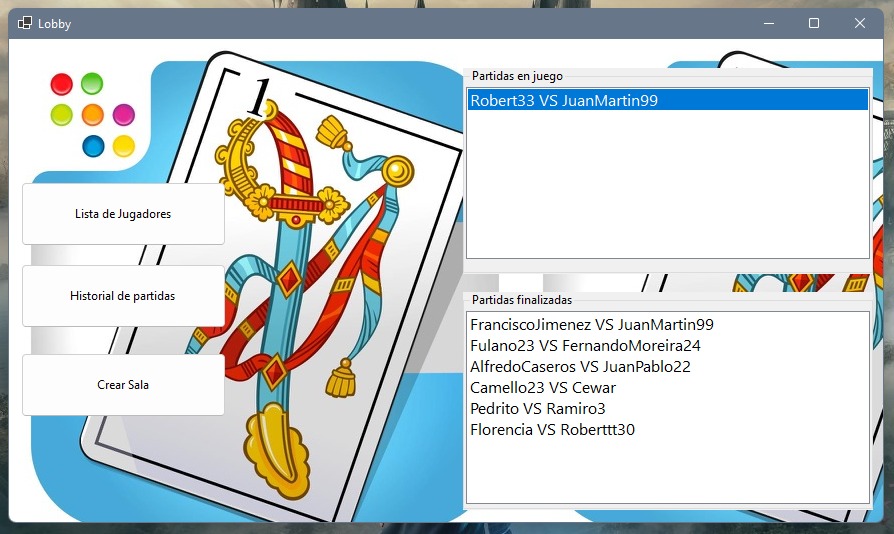 Lobby
1
Lista de Jugadores
Historial de partidas
Crear Sala
Partidas en juego
Robert33 VS JuanMartin99
Partidas finalizadas
FranciscoJimenez VS JuanMartin99
Fulano23 VS FernandoMoreira24
AlfredoCaseros VS JuanPablo22
Camello23 VS Cewar
Pedrito VS Ramiro3
Florencia VS Roberttt30